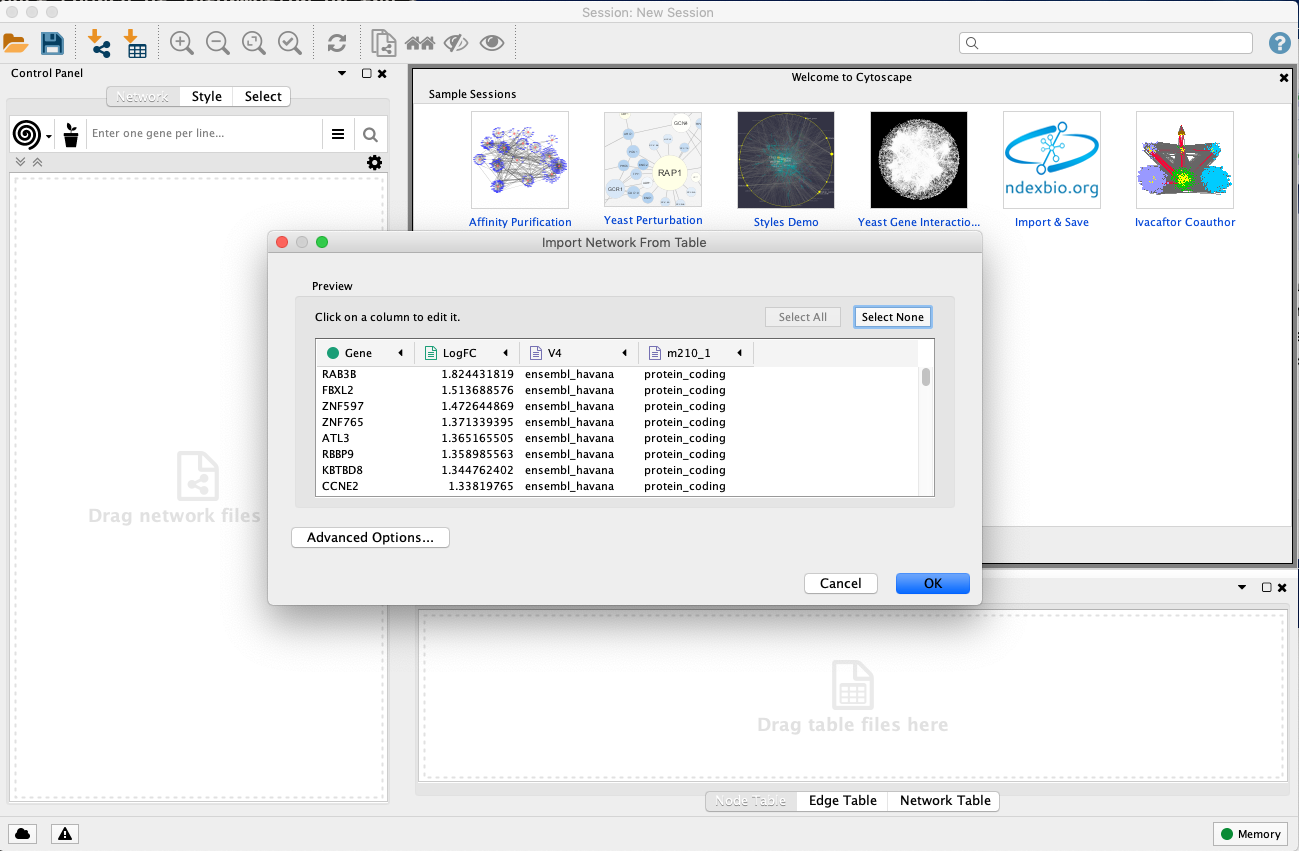 Session: New Session
Control Panel
Network Style Select
Enter one gene per line...
Drag network files
Welcome to Cytoscape
Sample Sessions
GCN4
RAP1
GCR1
ndexbio.org
Affinity Purification Yeast Perturbation Styles Demo Yeast Gene Interactio... Import & Save Ivacaftor Coauthor
Import Network From Table
Preview
Click on a column to edit it. Select All Select None
Gene LogFC V4 m210_1
RAB3B 1.824431819 ensembl_havana protein_coding
FBXL2 1.513688576 ensembl_havana protein_coding
ZNF597 1.472644869 ensembl_havana protein_coding
ZNF765 1.371339395 ensembl_havana protein_coding
ATL3 1.365165505 ensembl_havana protein_coding
RBBP9 1.358985563 ensembl_havana protein_coding
KBTBD8 1.344762402 ensembl_havana protein_coding
CCNE2 1.33819765 ensembl_havana protein_coding
Advanced Options...
Cancel OK
Drag table files here
Node Table Edge Table Network Table
Memory